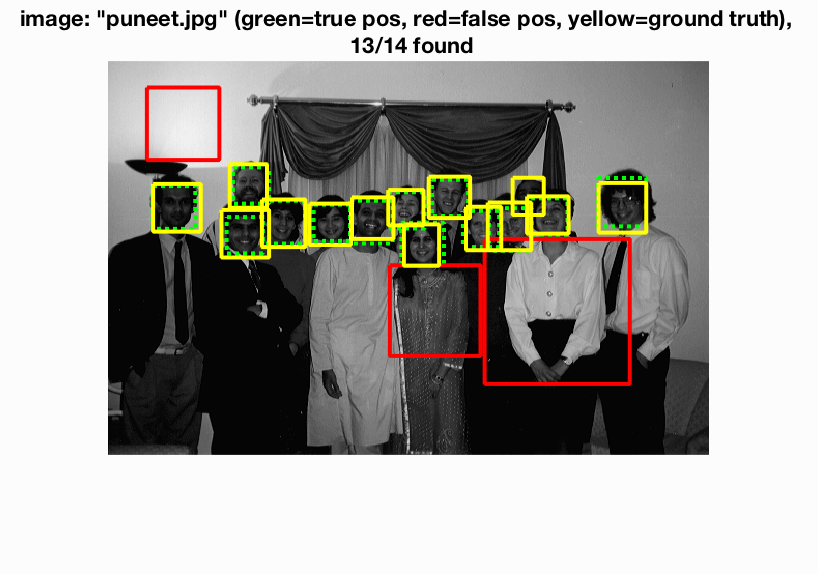 image: "puneet.jpg" (green=true pos, red=false pos, yellow=ground truth),
13/14 found